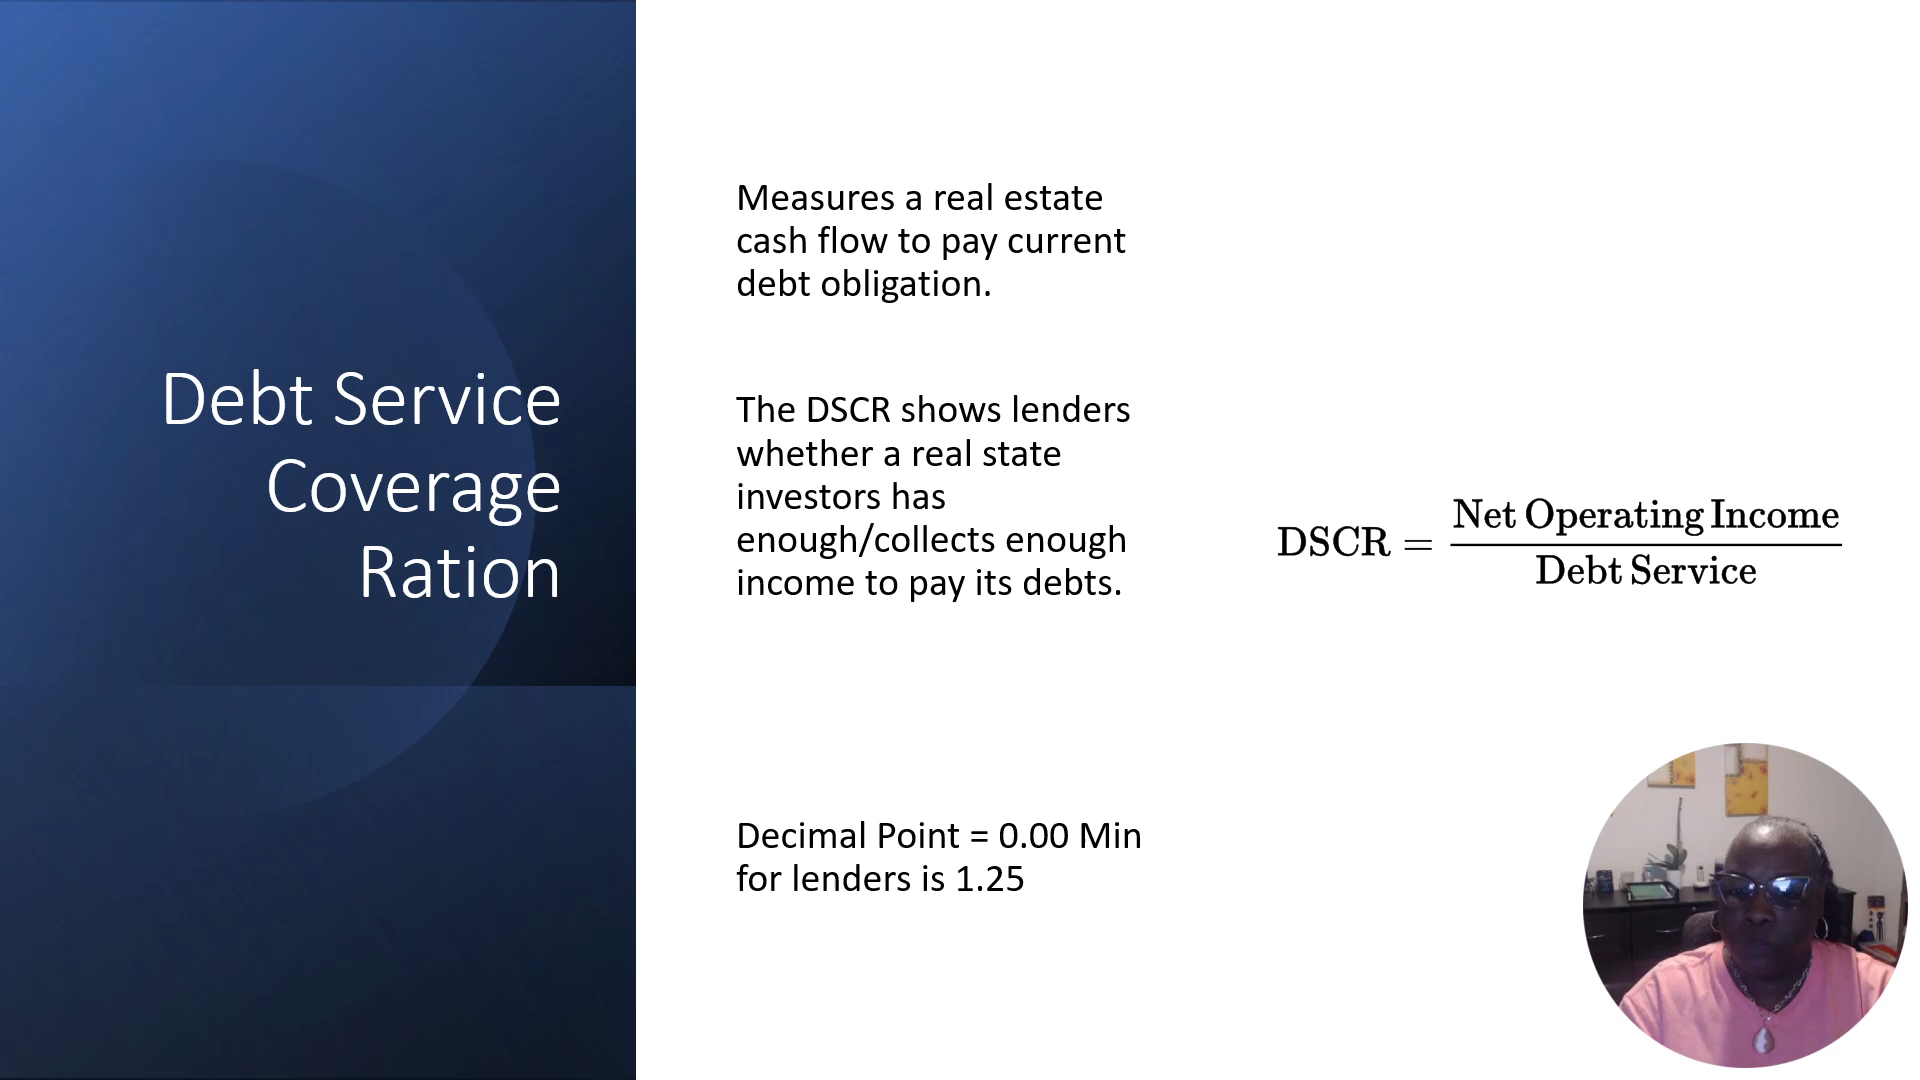 Debt Service
Coverage
Ration
Measures a real estate
cash flow to pay current
debt obligation.
The DSCR shows lenders
whether a real state
investors has
enough/collects enough
income to pay its debts.
Decimal Point = 0.00 Min
for lenders is 1.25
DSCR = Net Operating Income
Debt Service